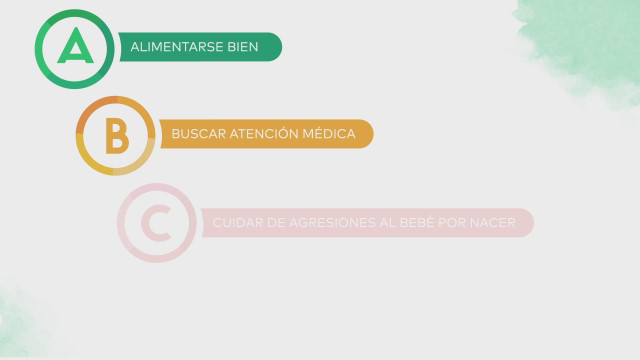 A ALIMENTARSE BIEN
B BUSCAR ATENCIÓN MÉDICA
C CUIDAR DE AGRESIONES AL BEBÉ POR NACER